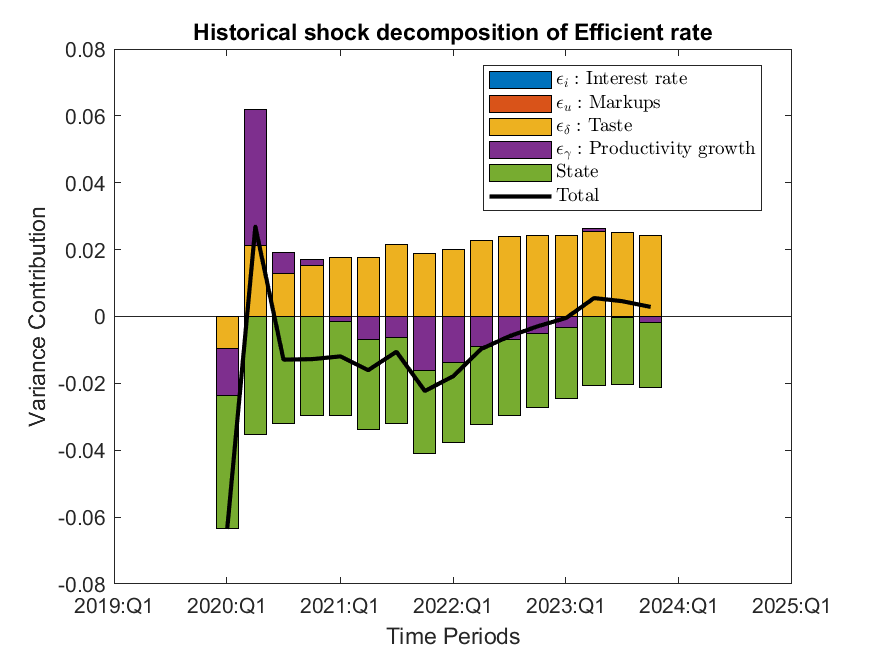 Historical shock decomposition of Efficient rate
0.08
0.06
0.04
0.02
0
-0.02
-0.04
-0.06
-0.08
Variance Contribution
ϵᵢ : Interest rate
ϵᵤ : Markups
ϵ_δ : Taste
ϵᵧ : Productivity growth
State
Total
2019:Q1 2020:Q1 2021:Q1 2022:Q1 2023:Q1 2024:Q1 2025:Q1
Time Periods